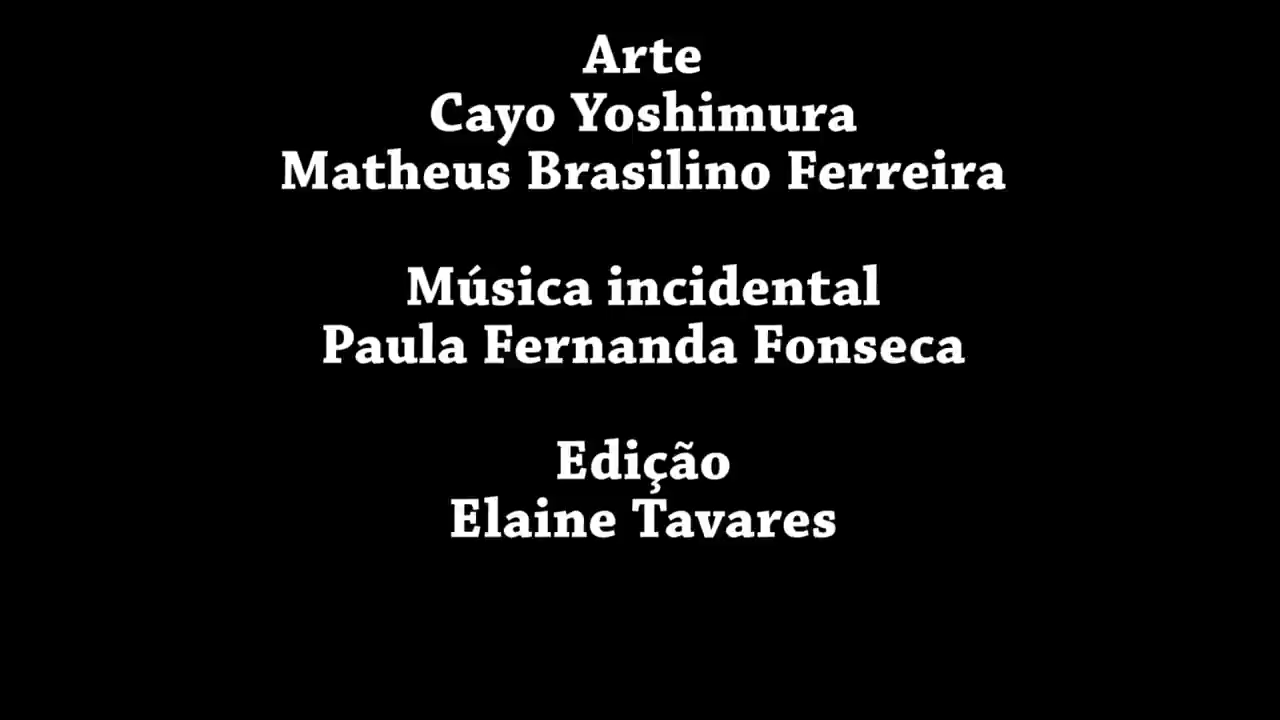 Arte
Cayo Yoshimura
Matheus Brasilino Ferreira
Música incidental
Paula Fernanda Fonseca
Edição
Elaine Tavares